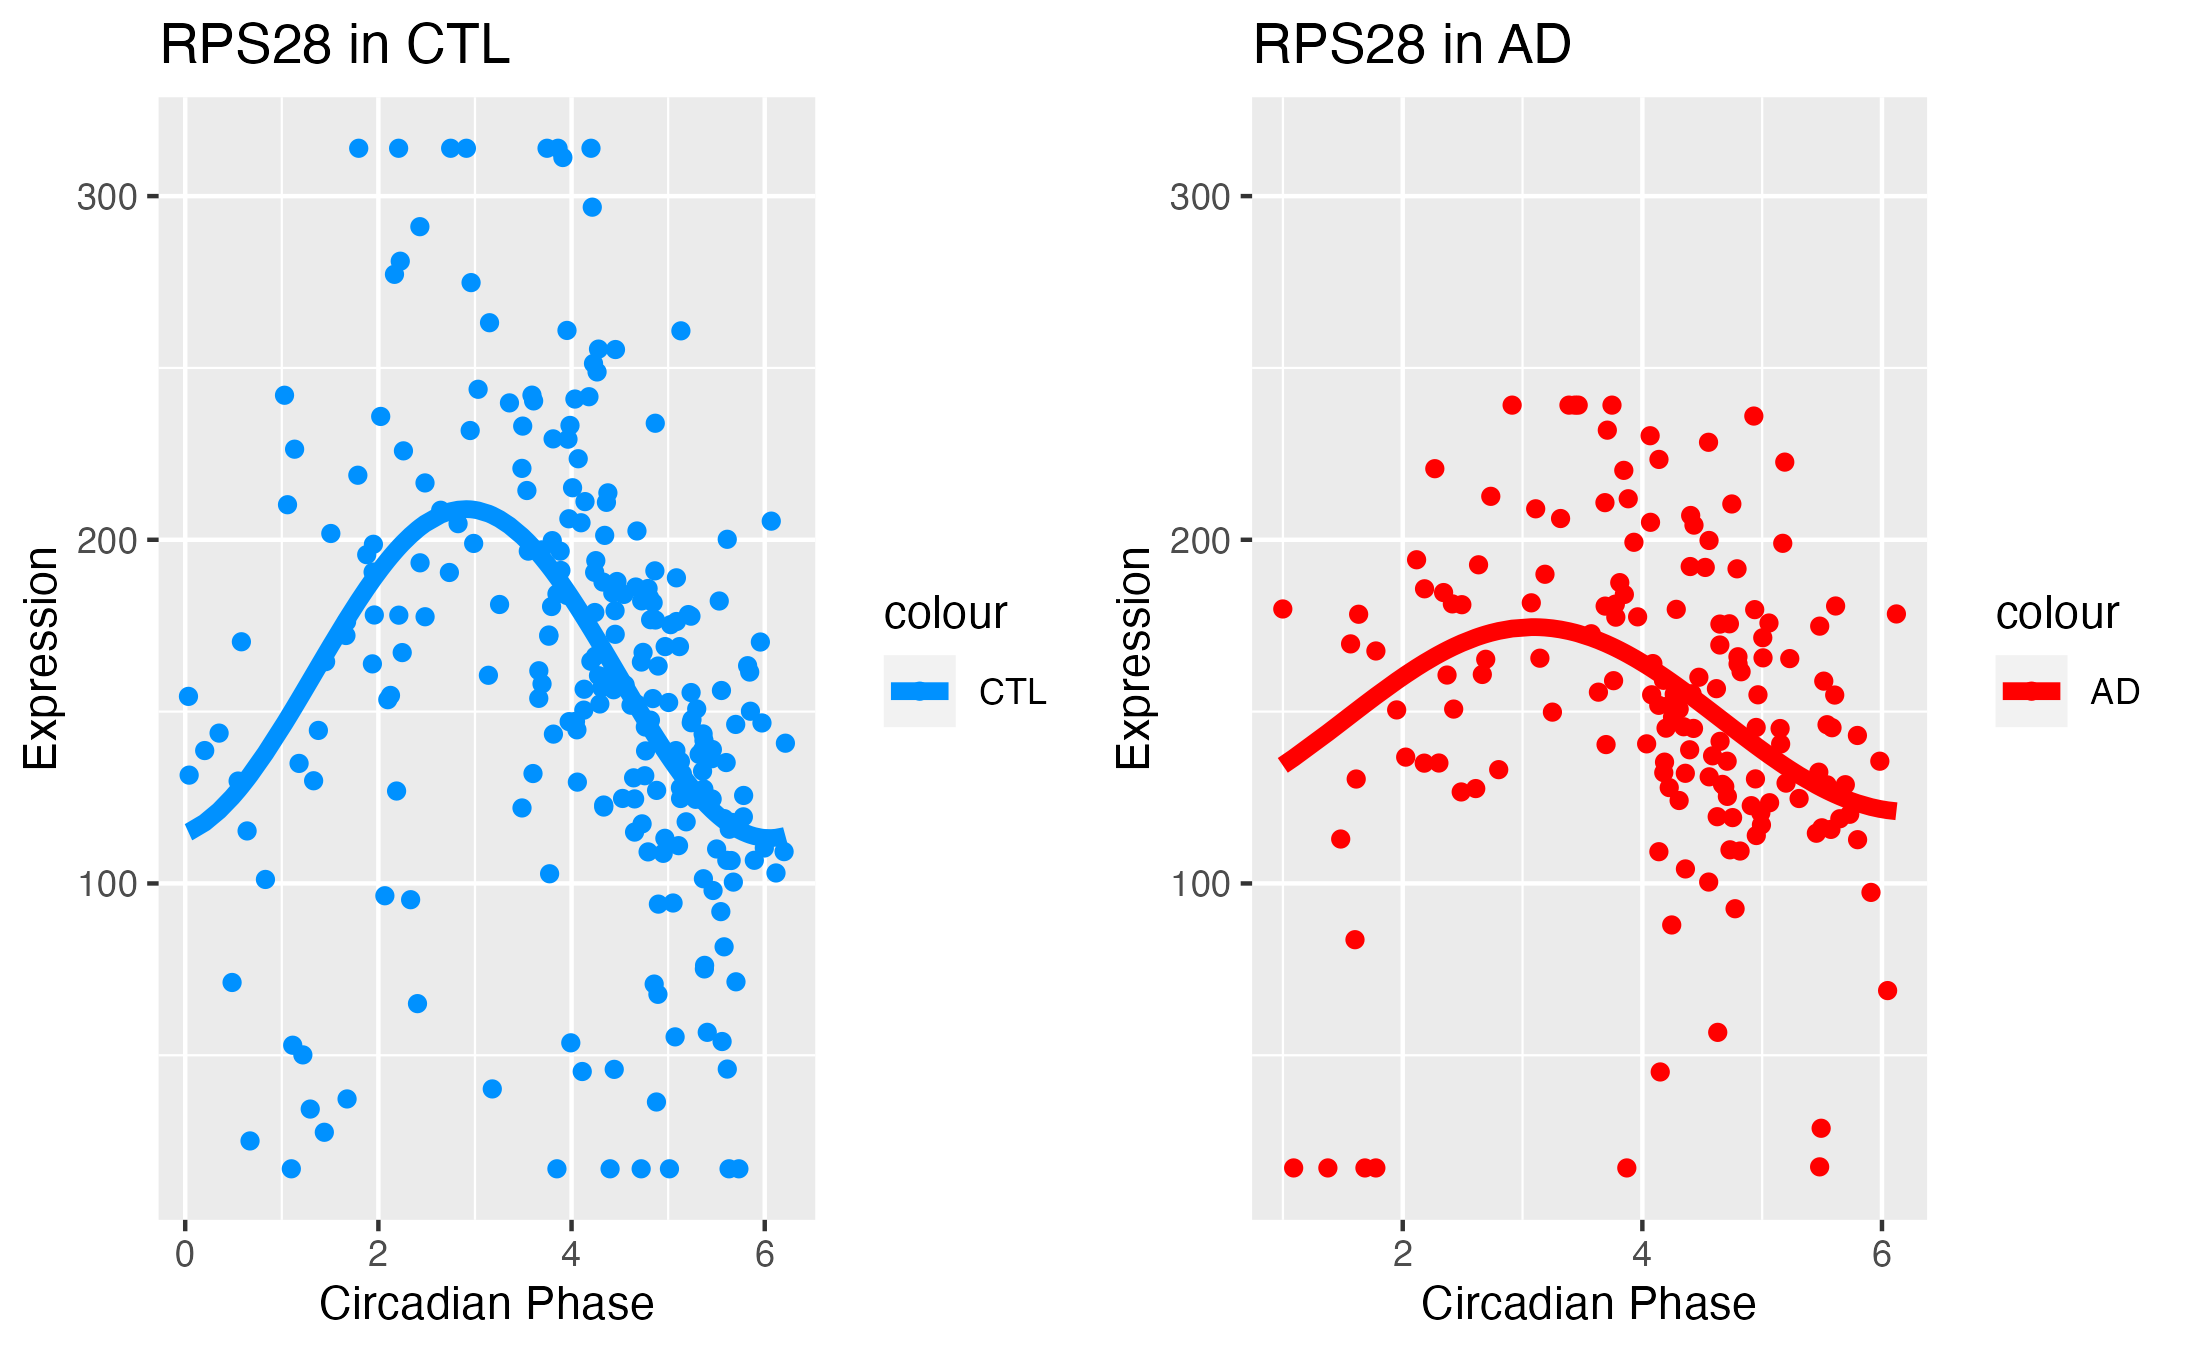 RPS28 in CTL
300
200
100
Expression
0 2 4 6
Circadian Phase
colour
CTL
RPS28 in AD
300
200
100
Expression
2 4 6
Circadian Phase
colour
AD